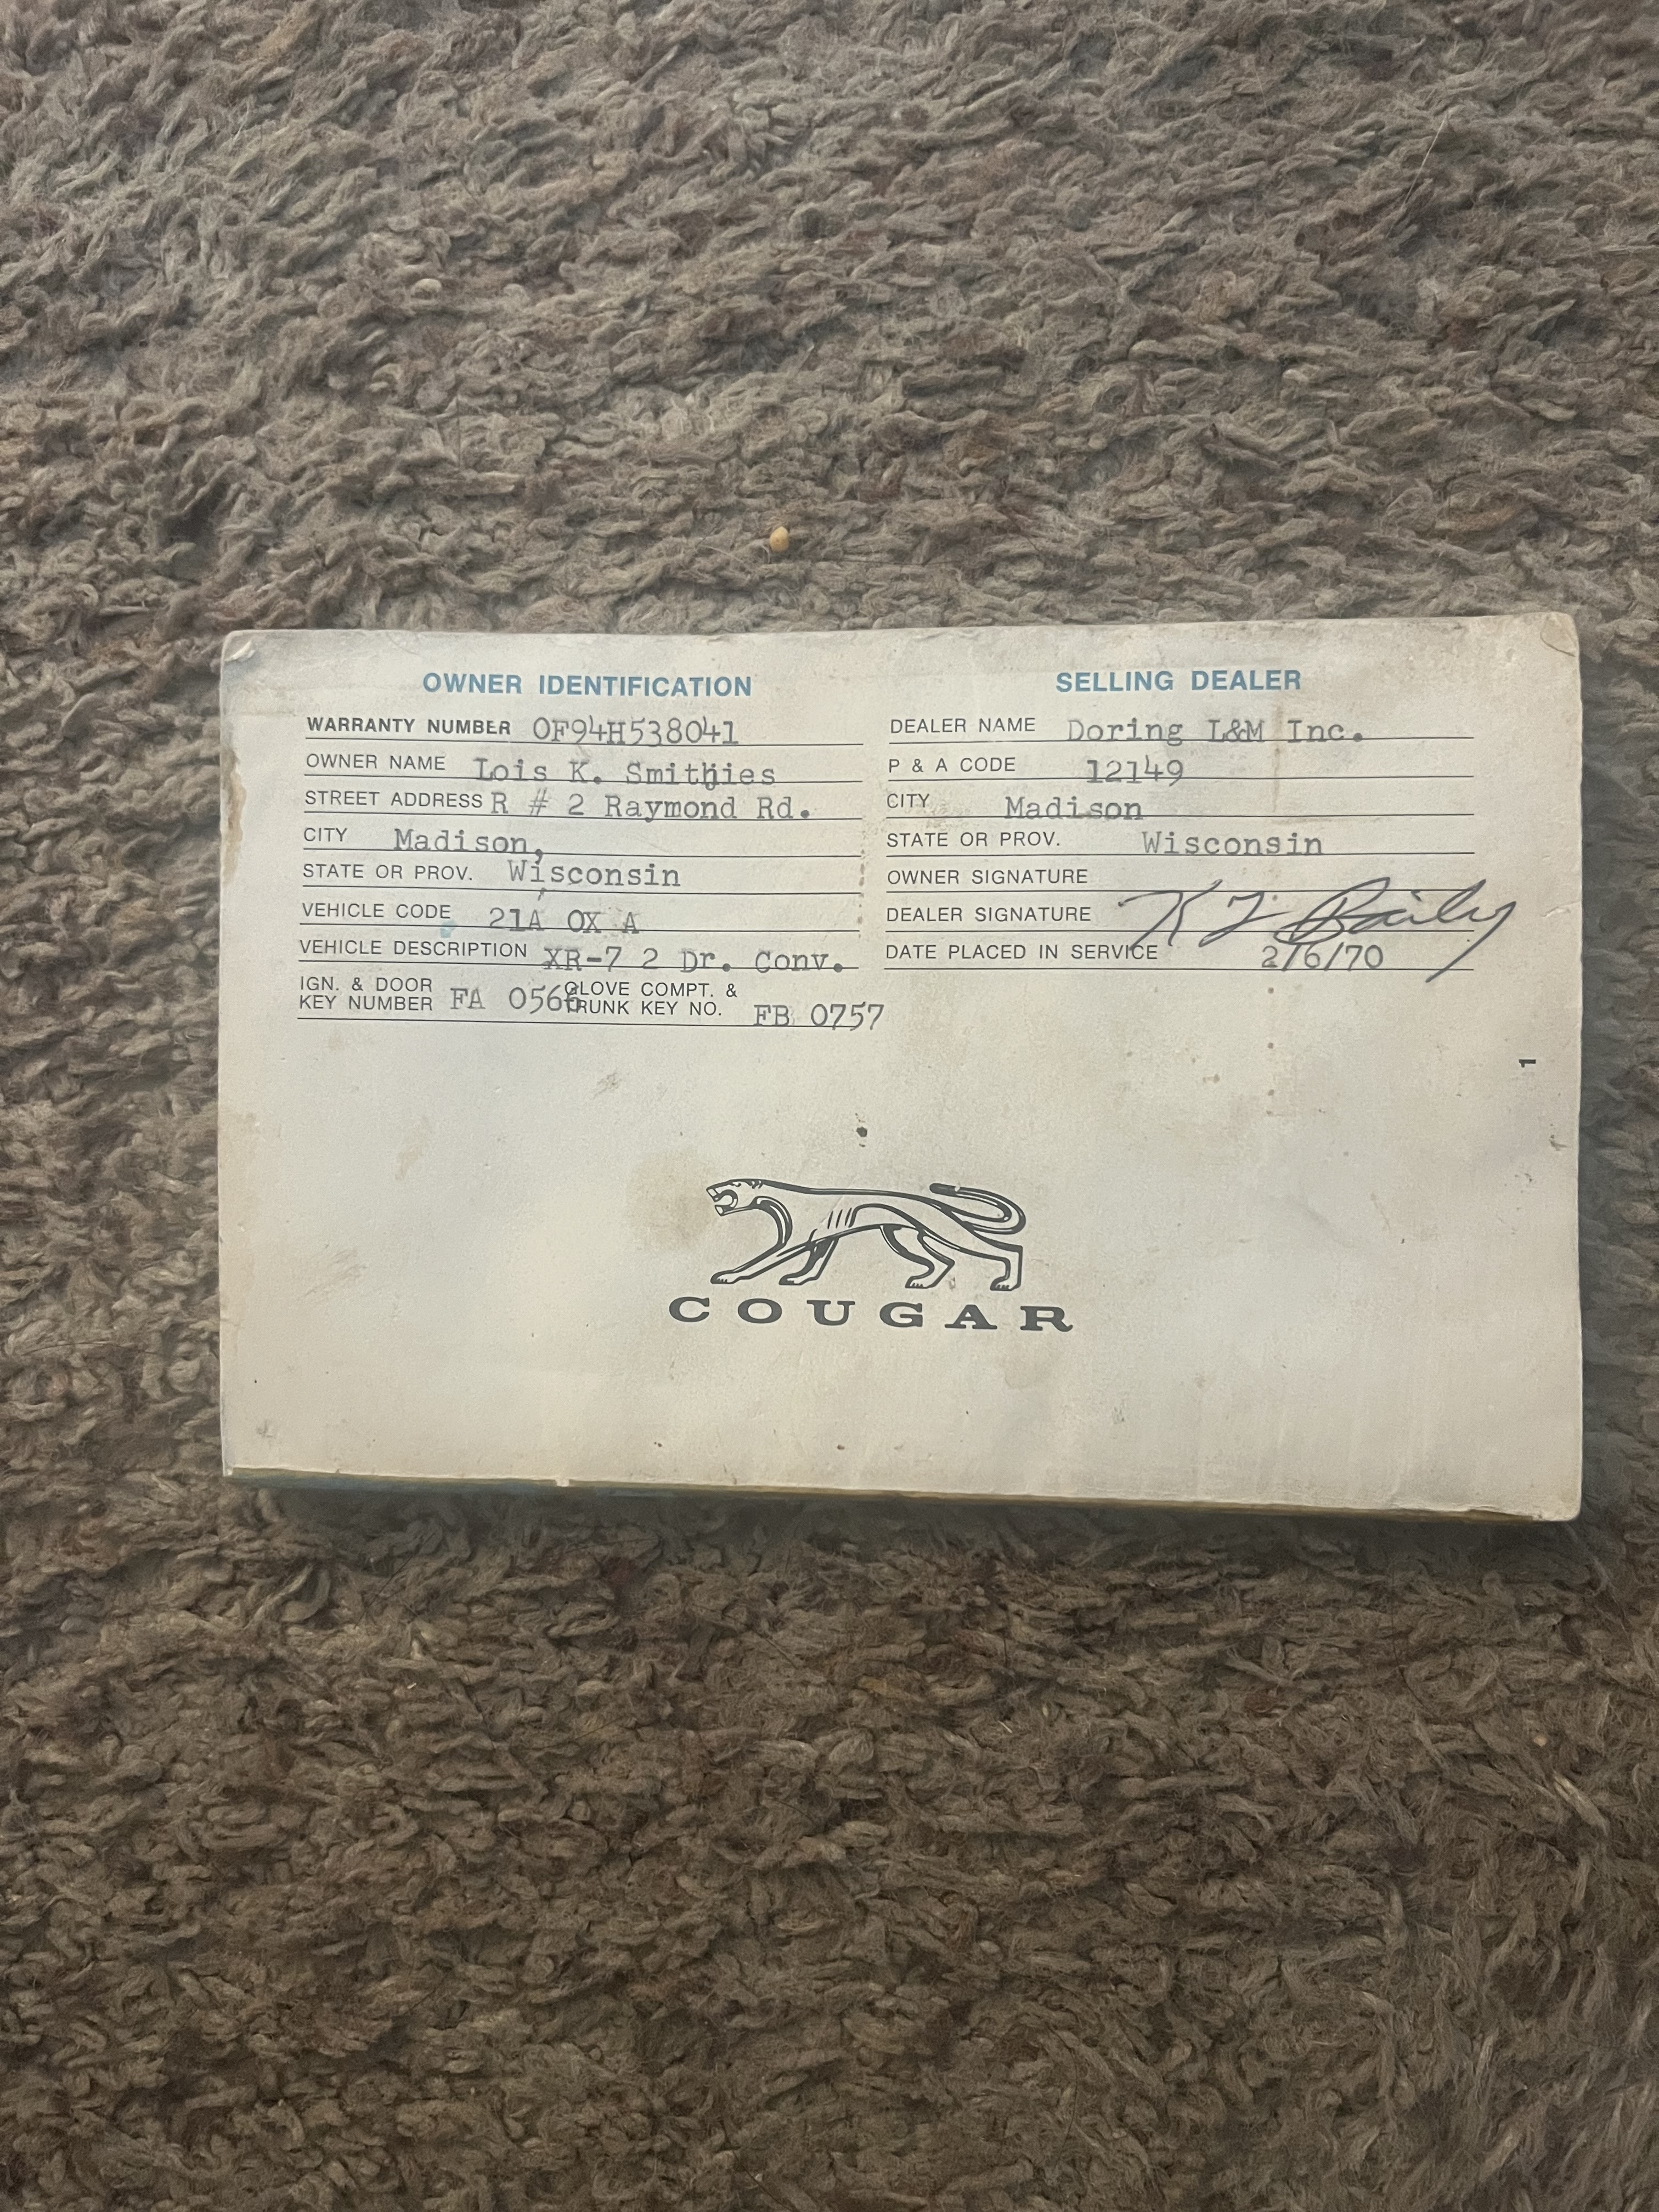 OWNER IDENTIFICATION
WARRANTY NUMBER 0F94H538041
OWNER NAME Lois K. Smithies
STREET ADDRESS R # 2 Raymond Rd.
CITY Madison,
STATE OR PROV. Wisconsin
VEHICLE CODE 21A OX A
VEHICLE DESCRIPTION XR-7 2 Dr. Conv.
IGN. & DOOR
KEY NUMBER FA 0566
GLOVE COMPT. &
TRUNK KEY NO. FB 0757
SELLING DEALER
DEALER NAME Doring L&M Inc.
P & A CODE 12149
CITY Madison
STATE OR PROV. Wisconsin
OWNER SIGNATURE
DEALER SIGNATURE
DATE PLACED IN SERVICE 2/6/70
1
COUGAR